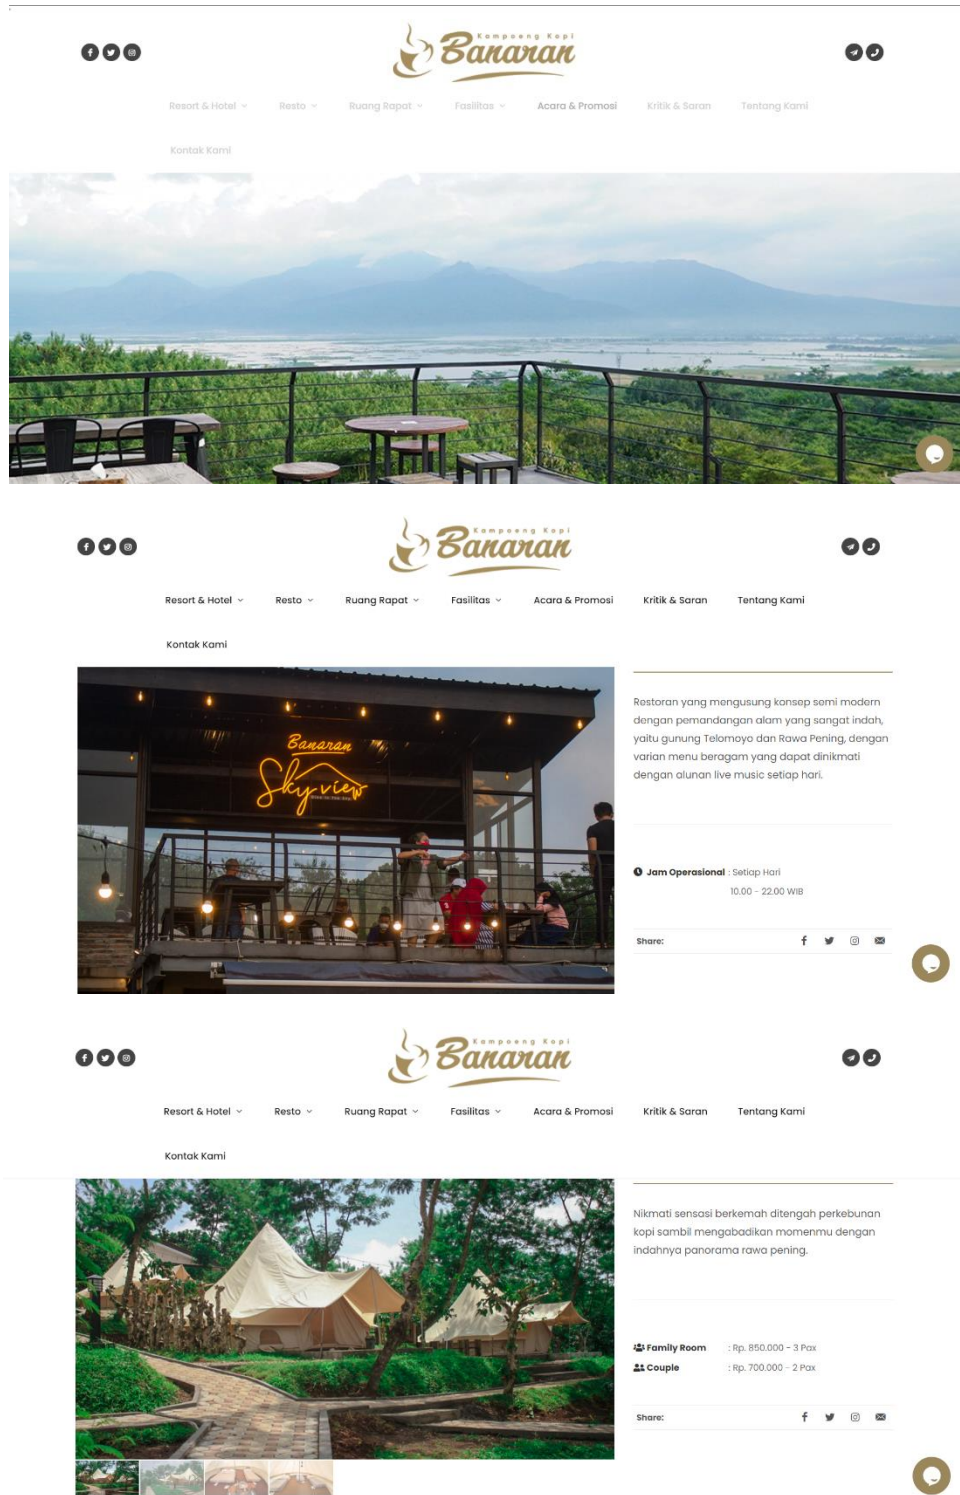 Kampoeng Kopi
Banaran
Resort & Hotel
Resto
Ruang Rapat
Fasilitas
Acara & Promosi
Kritik & Saran
Tentang Kami
Kontak Kami
Kampoeng Kopi
Banaran
Resort & Hotel
Resto
Ruang Rapat
Fasilitas
Acara & Promosi
Kritik & Saran
Tentang Kami
Kontak Kami
Banaran
Sky view
Restoran yang mengusung konsep semi modern
dengan pemandangan alam yang sangat indah,
yaitu gunung Telomoyo dan Rawa Pening, dengan
varian menu beragam yang dapat dinikmati
dengan alunan live music setiap hari.
Jam Operasional : Setiap Hari
10.00 - 22.00 WIB
Share:
Kampoeng Kopi
Banaran
Resort & Hotel
Resto
Ruang Rapat
Fasilitas
Acara & Promosi
Kritik & Saran
Tentang Kami
Kontak Kami
Nikmati sensasi berkemah ditengah perkebunan
kopi sambil mengabadikan momenmu dengan
indahnya panorama rawa pening.
Family Room : Rp. 850.000 - 3 Pax
Couple : Rp. 700.000 - 2 Pax
Share: